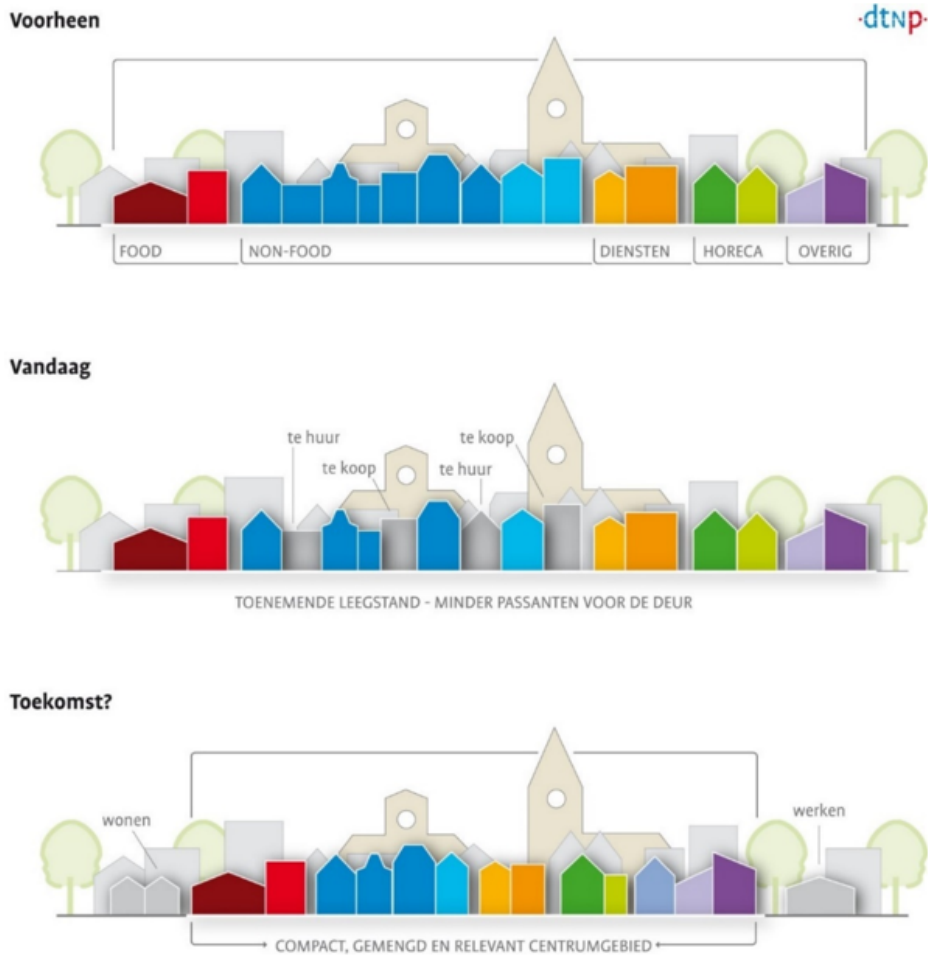 Voorheen
·dtNp·
FOOD
NON-FOOD
DIENSTEN
HORECA
OVERIG
Vandaag
te huur
te koop
te huur
te koop
TOENEMENDE LEEGSTAND - MINDER PASSANTEN VOOR DE DEUR
Toekomst?
wonen
werken
COMPACT, GEMENGD EN RELEVANT CENTRUMGEBIED